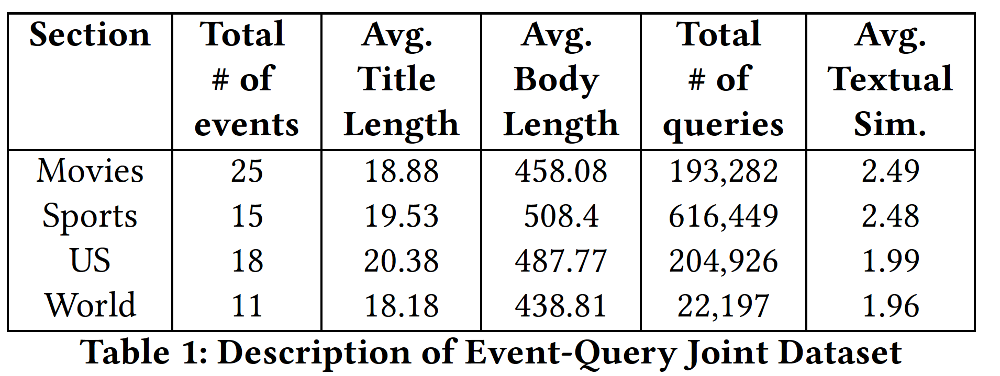 Section Total # of events Avg. Title Length Avg. Body Length Total # of queries Avg. Textual Sim.
Movies 25 18.88 458.08 193,282 2.49
Sports 15 19.53 508.4 616,449 2.48
US 18 20.38 487.77 204,926 1.99
World 11 18.18 438.81 22,197 1.96
Table 1: Description of Event-Query Joint Dataset